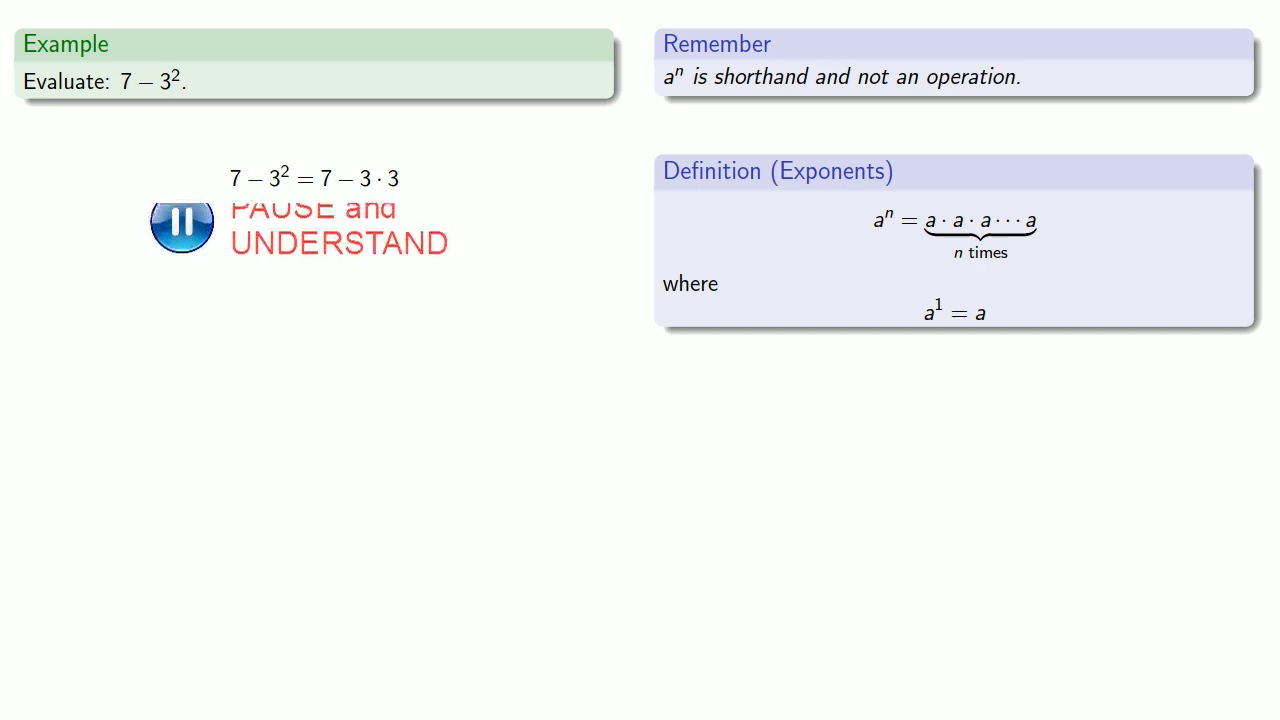 Example
Evaluate: 7 − 3².
7 − 3² = 7 − 3 · 3
PAUSE and
UNDERSTAND
Remember
aⁿ is shorthand and not an operation.
Definition (Exponents)
aⁿ = a · a · a · · · a
n times
where
a¹ = a